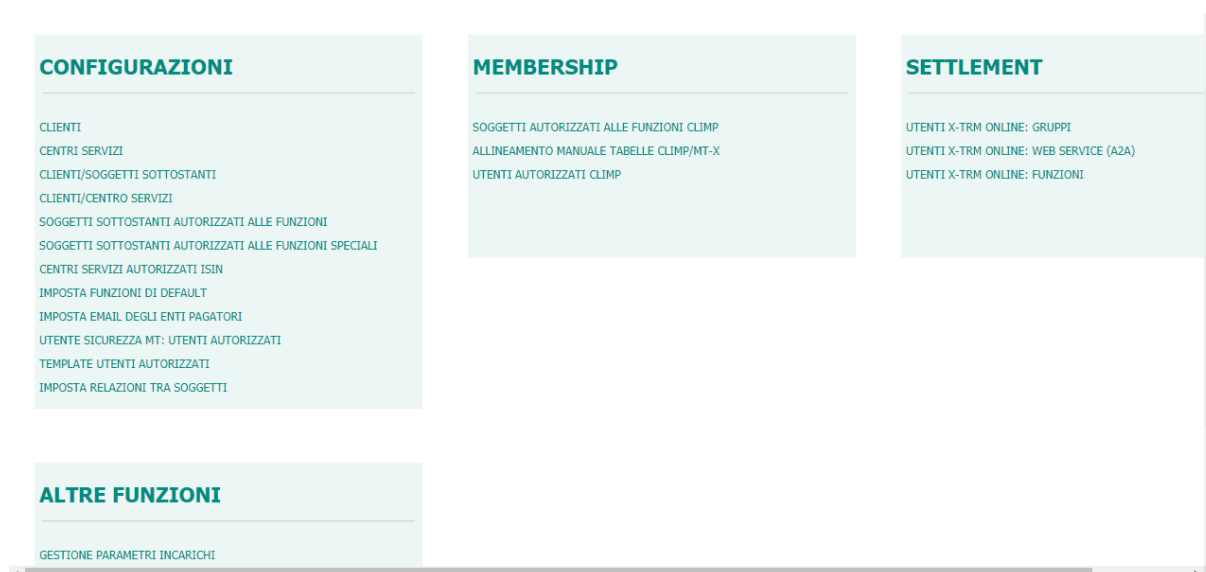 CONFIGURAZIONI
CLIENTI
CENTRI SERVIZI
CLIENTI/SOGGETTI SOTTOSTANTI
CLIENTI/CENTRO SERVIZI
SOGGETTI SOTTOSTANTI AUTORIZZATI ALLE FUNZIONI
SOGGETTI SOTTOSTANTI AUTORIZZATI ALLE FUNZIONI SPECIALI
CENTRI SERVIZI AUTORIZZATI ISIN
IMPOSTA FUNZIONI DI DEFAULT
IMPOSTA EMAIL DEGLI ENTI PAGATORI
UTENTE SICUREZZA MT: UTENTI AUTORIZZATI
TEMPLATE UTENTI AUTORIZZATI
IMPOSTA RELAZIONI TRA SOGGETTI
MEMBERSHIP
SOGGETTI AUTORIZZATI ALLE FUNZIONI CLIMP
ALLINEAMENTO MANUALE TABELLE CLIMP/MT-X
UTENTI AUTORIZZATI CLIMP
SETTLEMENT
UTENTI X-TRM ONLINE: GRUPPI
UTENTI X-TRM ONLINE: WEB SERVICE (A2A)
UTENTI X-TRM ONLINE: FUNZIONI
ALTRE FUNZIONI
GESTIONE PARAMETRI INCARICHI